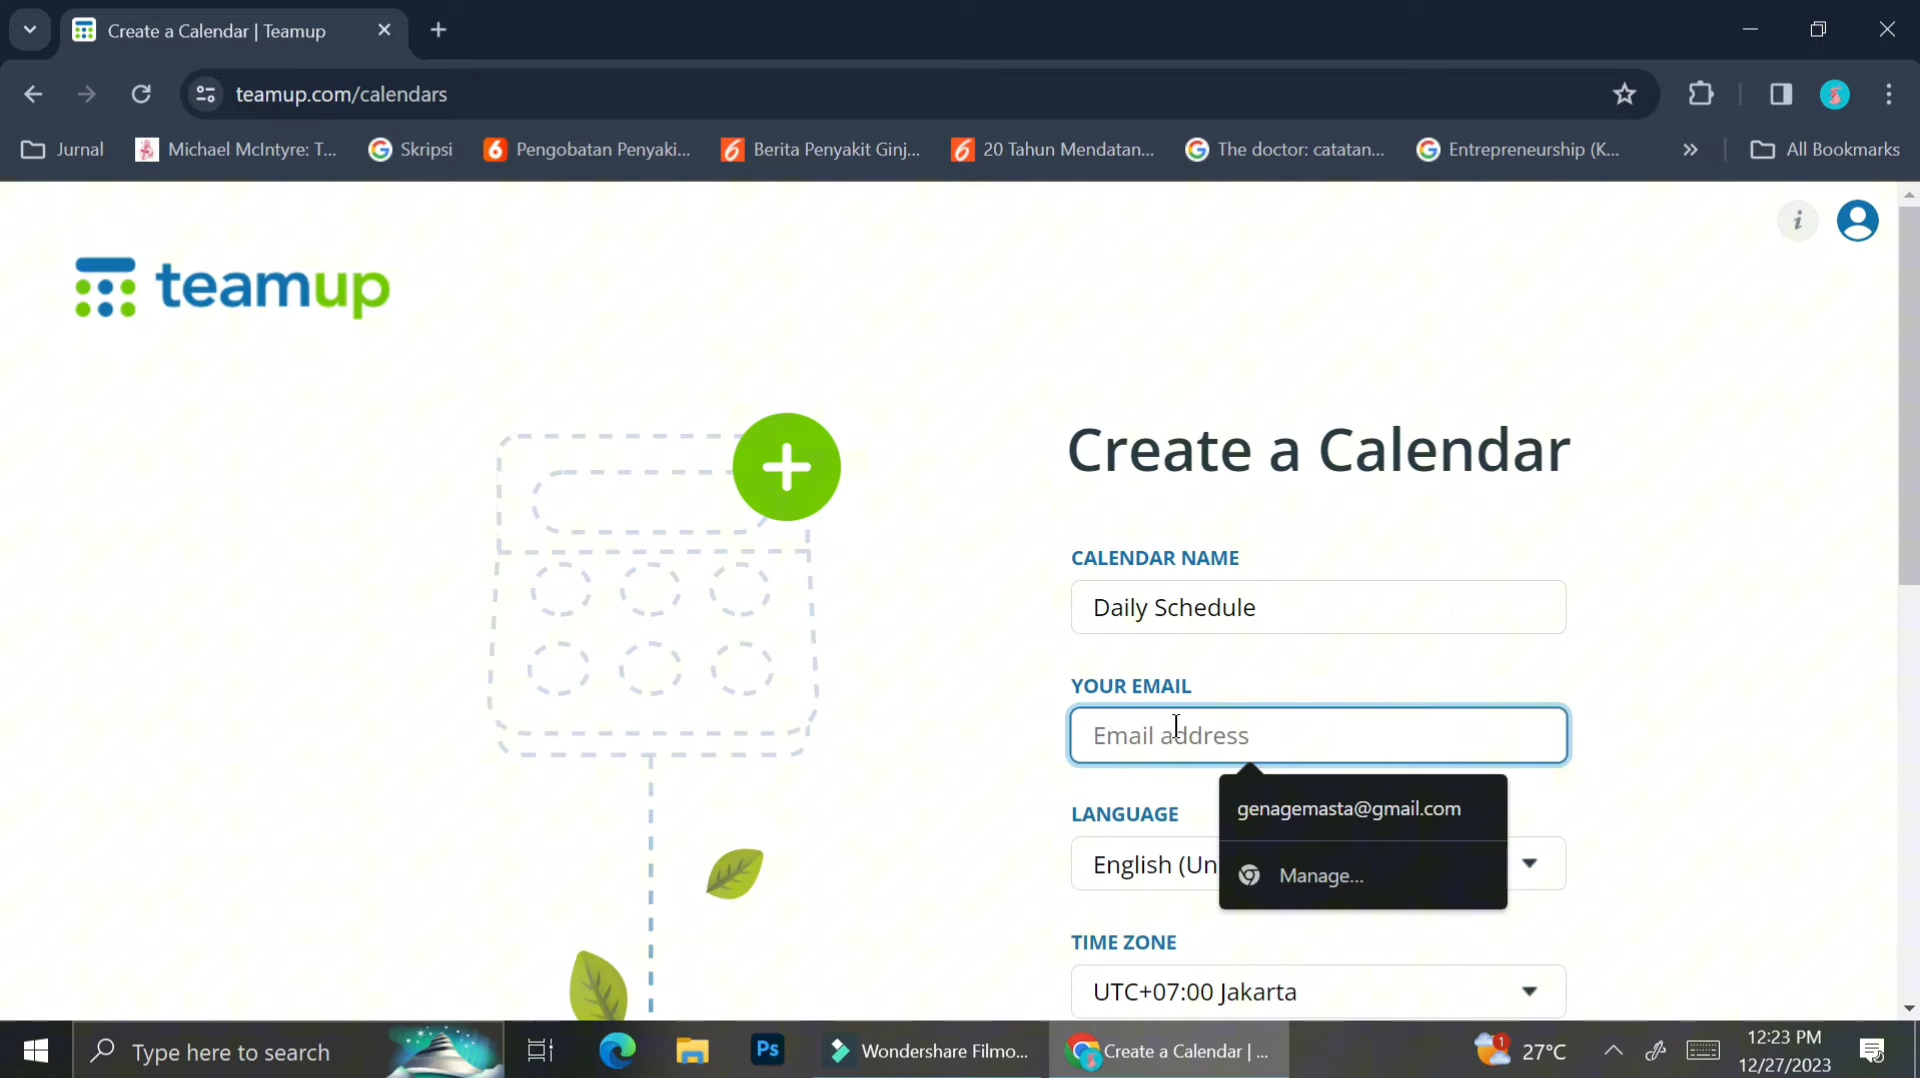 Create a Calendar | Teamup
teamup.com/calendars
Jurnal
Michael McIntyre: T...
Skripsi
Pengobatan Penyaki...
Berita Penyakit Ginj...
20 Tahun Mendatan...
The doctor: catatan...
Entrepreneurship (K...
»
All Bookmarks
i
teamup
Create a Calendar
CALENDAR NAME
Daily Schedule
YOUR EMAIL
Email address
genagemasta@gmail.com
Manage...
LANGUAGE
English (Un
TIME ZONE
UTC+07:00 Jakarta
Type here to search
Ps
Wondershare Filmo...
Create a Calendar | ...
1
27°C
12:23 PM
12/27/2023